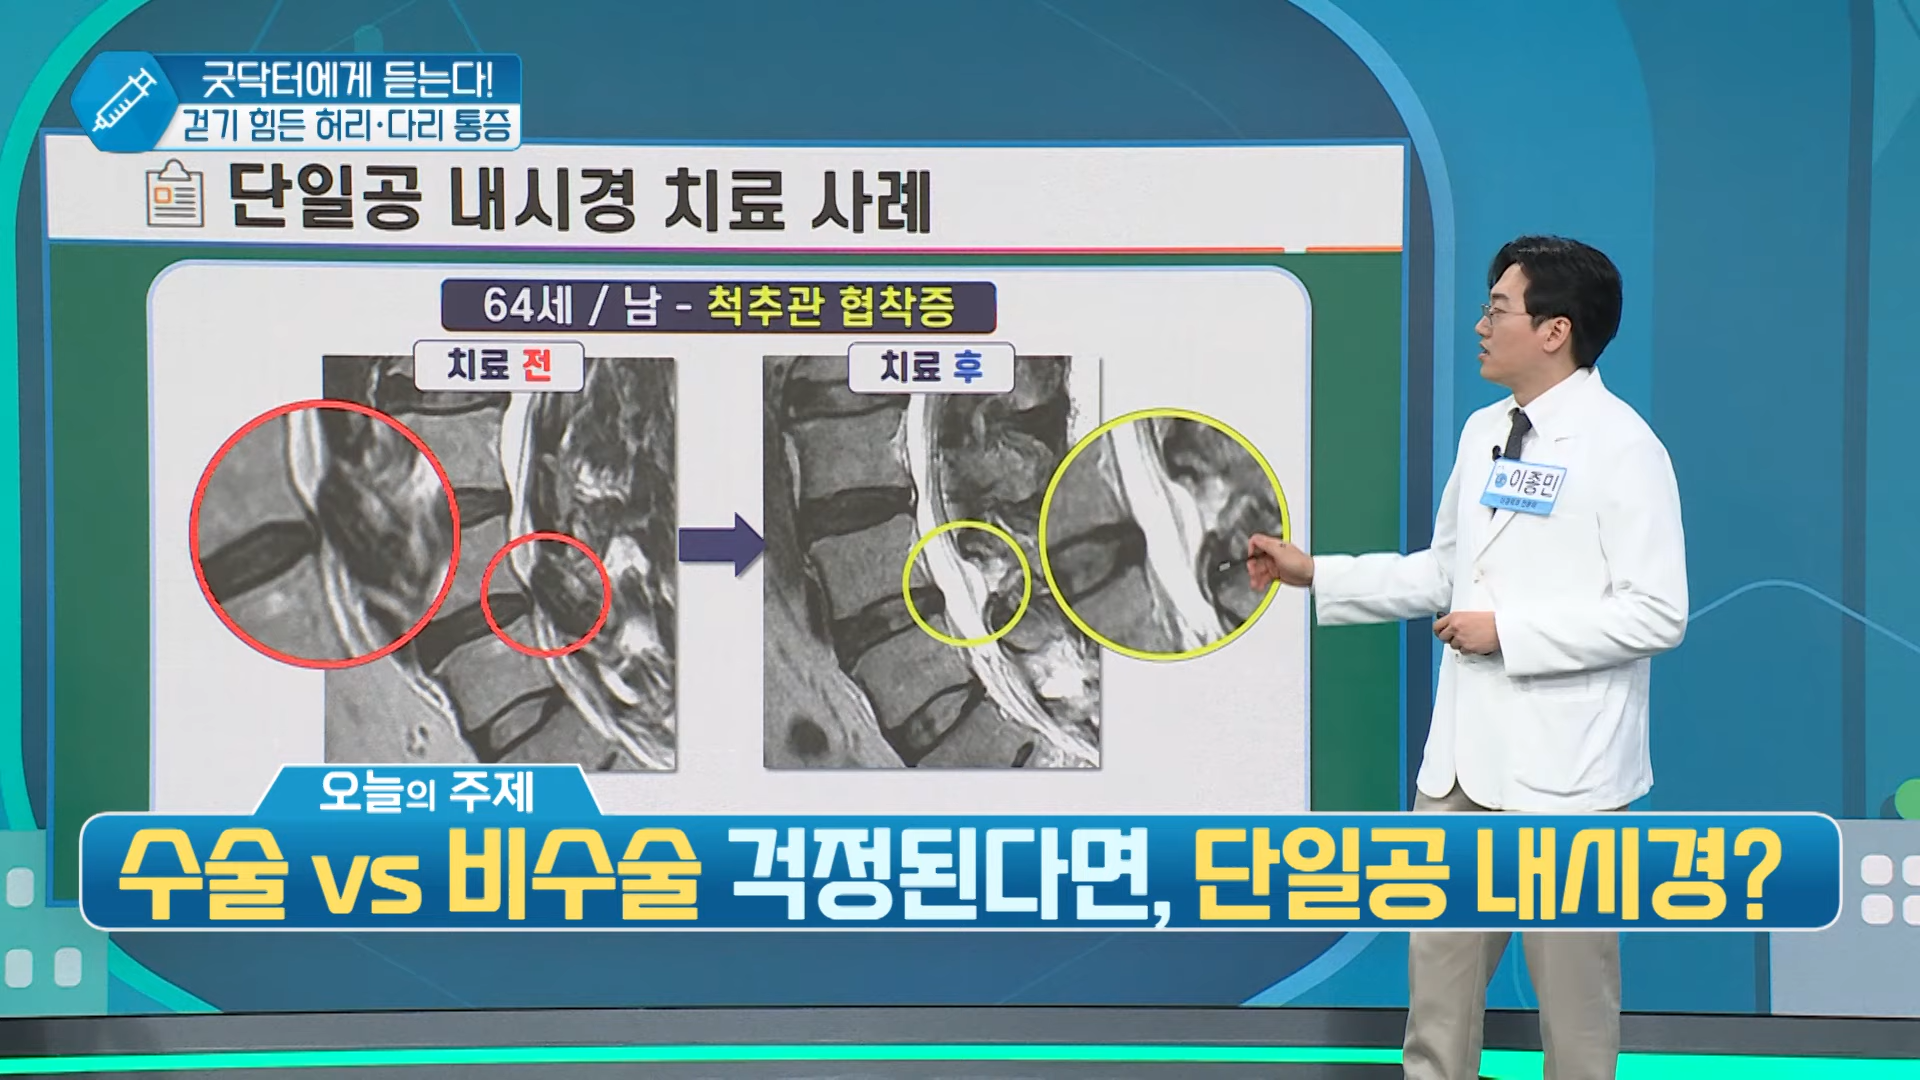 굿닥터에게 듣는다!
걷기 힘든 허리·다리 통증
단일공 내시경 치료 사례
64세 / 남 - 척추관 협착증
치료 전
치료 후
이종민
오늘의 주제
수술 vs 비수술 걱정된다면, 단일공 내시경?